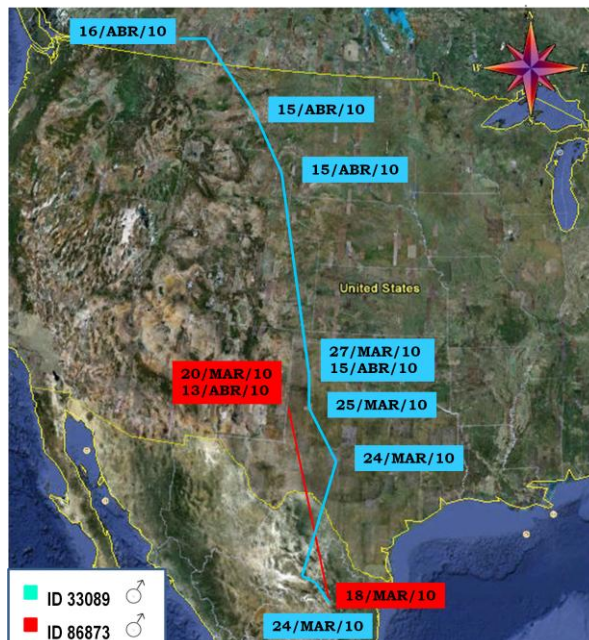 N
W
E
S
16/ABR/10
15/ABR/10
15/ABR/10
United States
27/MAR/10
15/ABR/10
20/MAR/10
13/ABR/10
25/MAR/10
24/MAR/10
18/MAR/10
24/MAR/10
ID 33089 ♂
ID 86873 ♂